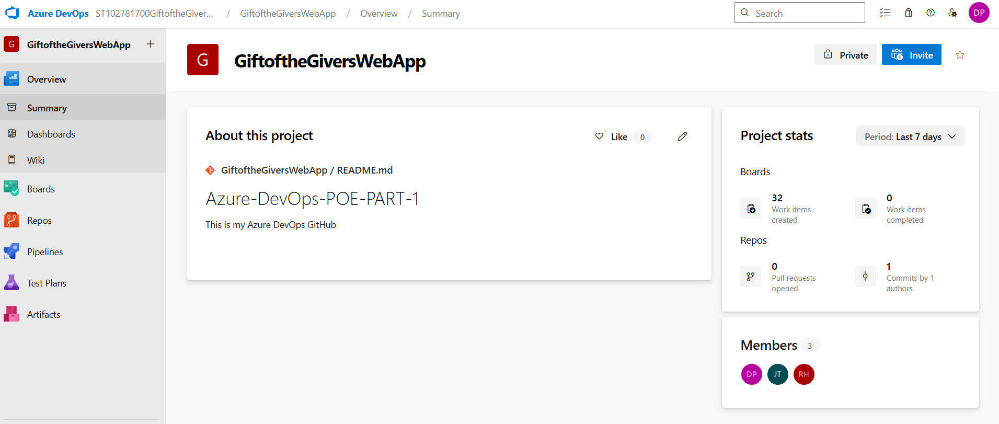 Azure DevOps ST102781700GiftoftheGiver... / GiftoftheGiversWebApp / Overview / Summary
Search
DP
G GiftoftheGiversWebApp +
Overview
Summary
Dashboards
Wiki
Boards
Repos
Pipelines
Test Plans
Artifacts
G
GiftoftheGiversWebApp
Private
Invite
About this project
Like 0
GiftoftheGiversWebApp / README.md
Azure-DevOps-POE-PART-1
This is my Azure DevOps GitHub
Project stats
Period: Last 7 days
Boards
32
Work items
created
0
Work items
completed
Repos
0
Pull requests
opened
1
Commits by 1
authors
Members 3
DP JT RH